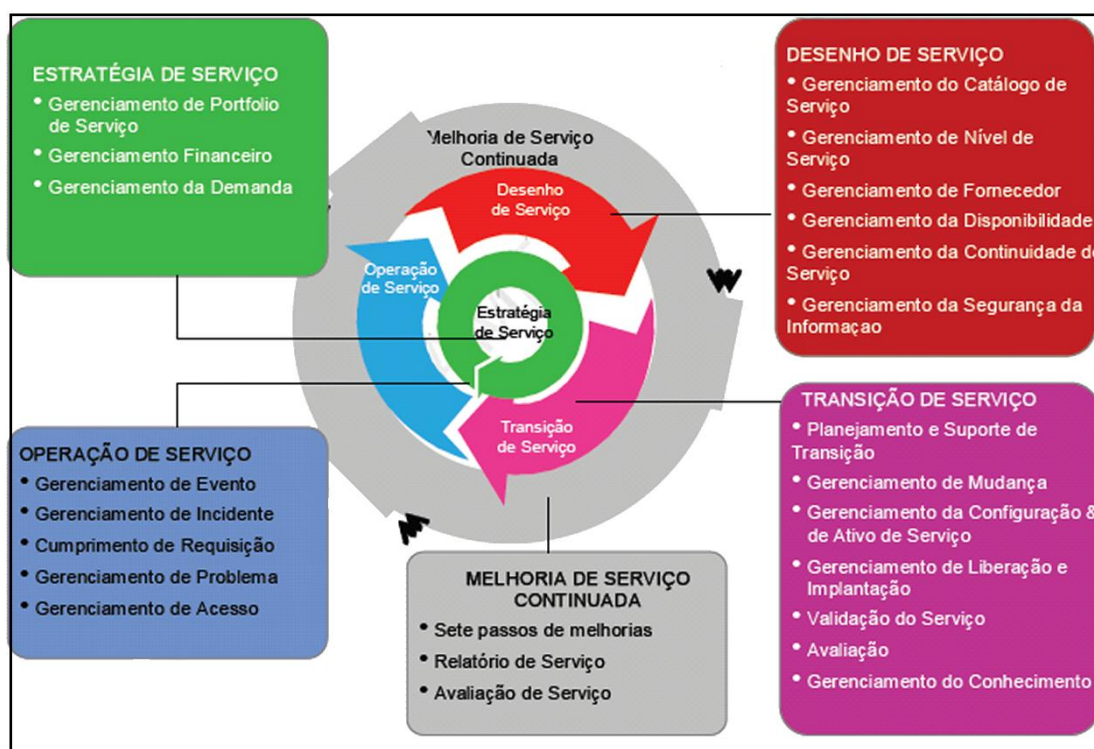 ESTRATÉGIA DE SERVIÇO
• Gerenciamento de Portfolio
de Serviço
• Gerenciamento Financeiro
• Gerenciamento da Demanda
Melhoria de Serviço
Continuada
Desenho
de Serviço
Operação
de Serviço
Estratégia
de Serviço
Transição
de Serviço
DESENHO DE SERVIÇO
• Gerenciamento do Catálogo de
Serviço
• Gerenciamento de Nível de
Serviço
• Gerenciamento de Fornecedor
• Gerenciamento da Disponibilidade
• Gerenciamento da Continuidade de
Serviço
• Gerenciamento da Segurança da
Informaçao
OPERAÇÃO DE SERVIÇO
• Gerenciamento de Evento
• Gerenciamento de Incidente
• Cumprimento de Requisição
• Gerenciamento de Problema
• Gerenciamento de Acesso
MELHORIA DE SERVIÇO
CONTINUADA
• Sete passos de melhorias
• Relatório de Serviço
• Avaliação de Serviço
TRANSIÇÃO DE SERVIÇO
• Planejamento e Suporte de
Transição
• Gerenciamento de Mudança
• Gerenciamento da Configuração &
de Ativo de Serviço
• Gerenciamento de Liberação e
Implantação
• Validação do Serviço
• Avaliação
• Gerenciamento do Conhecimento